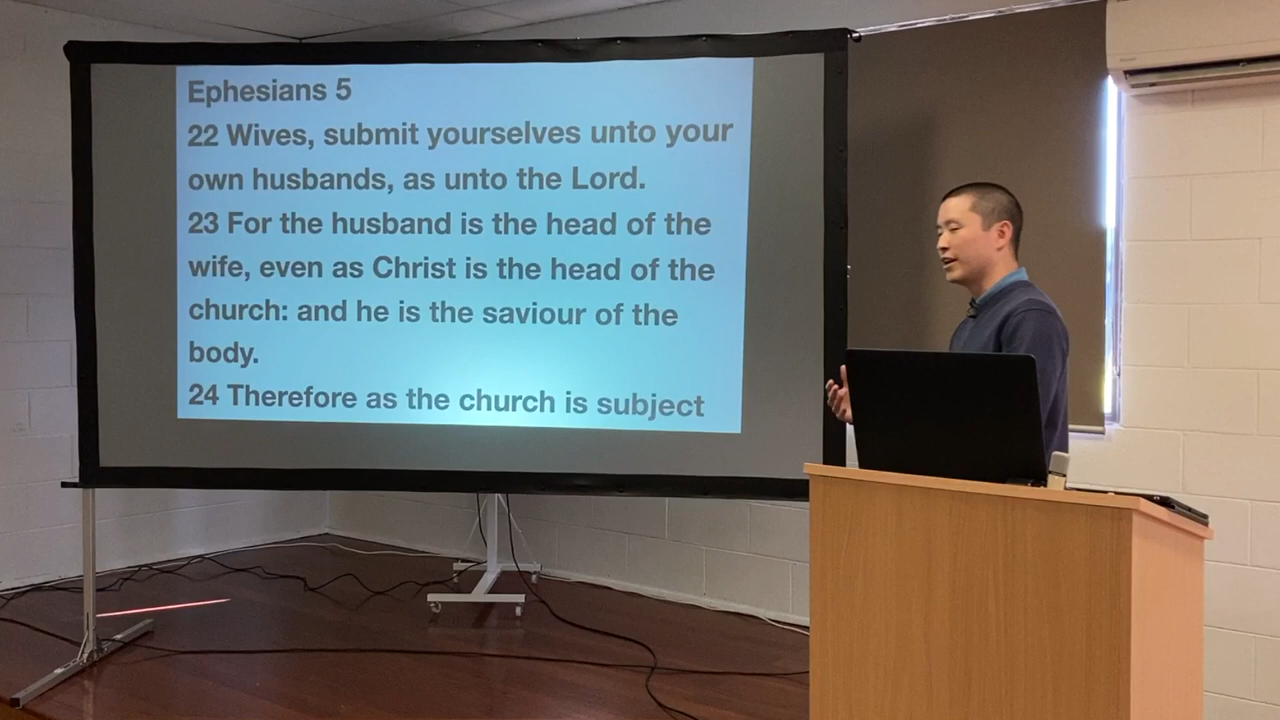 Ephesians 5
22 Wives, submit yourselves unto your
own husbands, as unto the Lord.
23 For the husband is the head of the
wife, even as Christ is the head of the
church: and he is the saviour of the
body.
24 Therefore as the church is subject